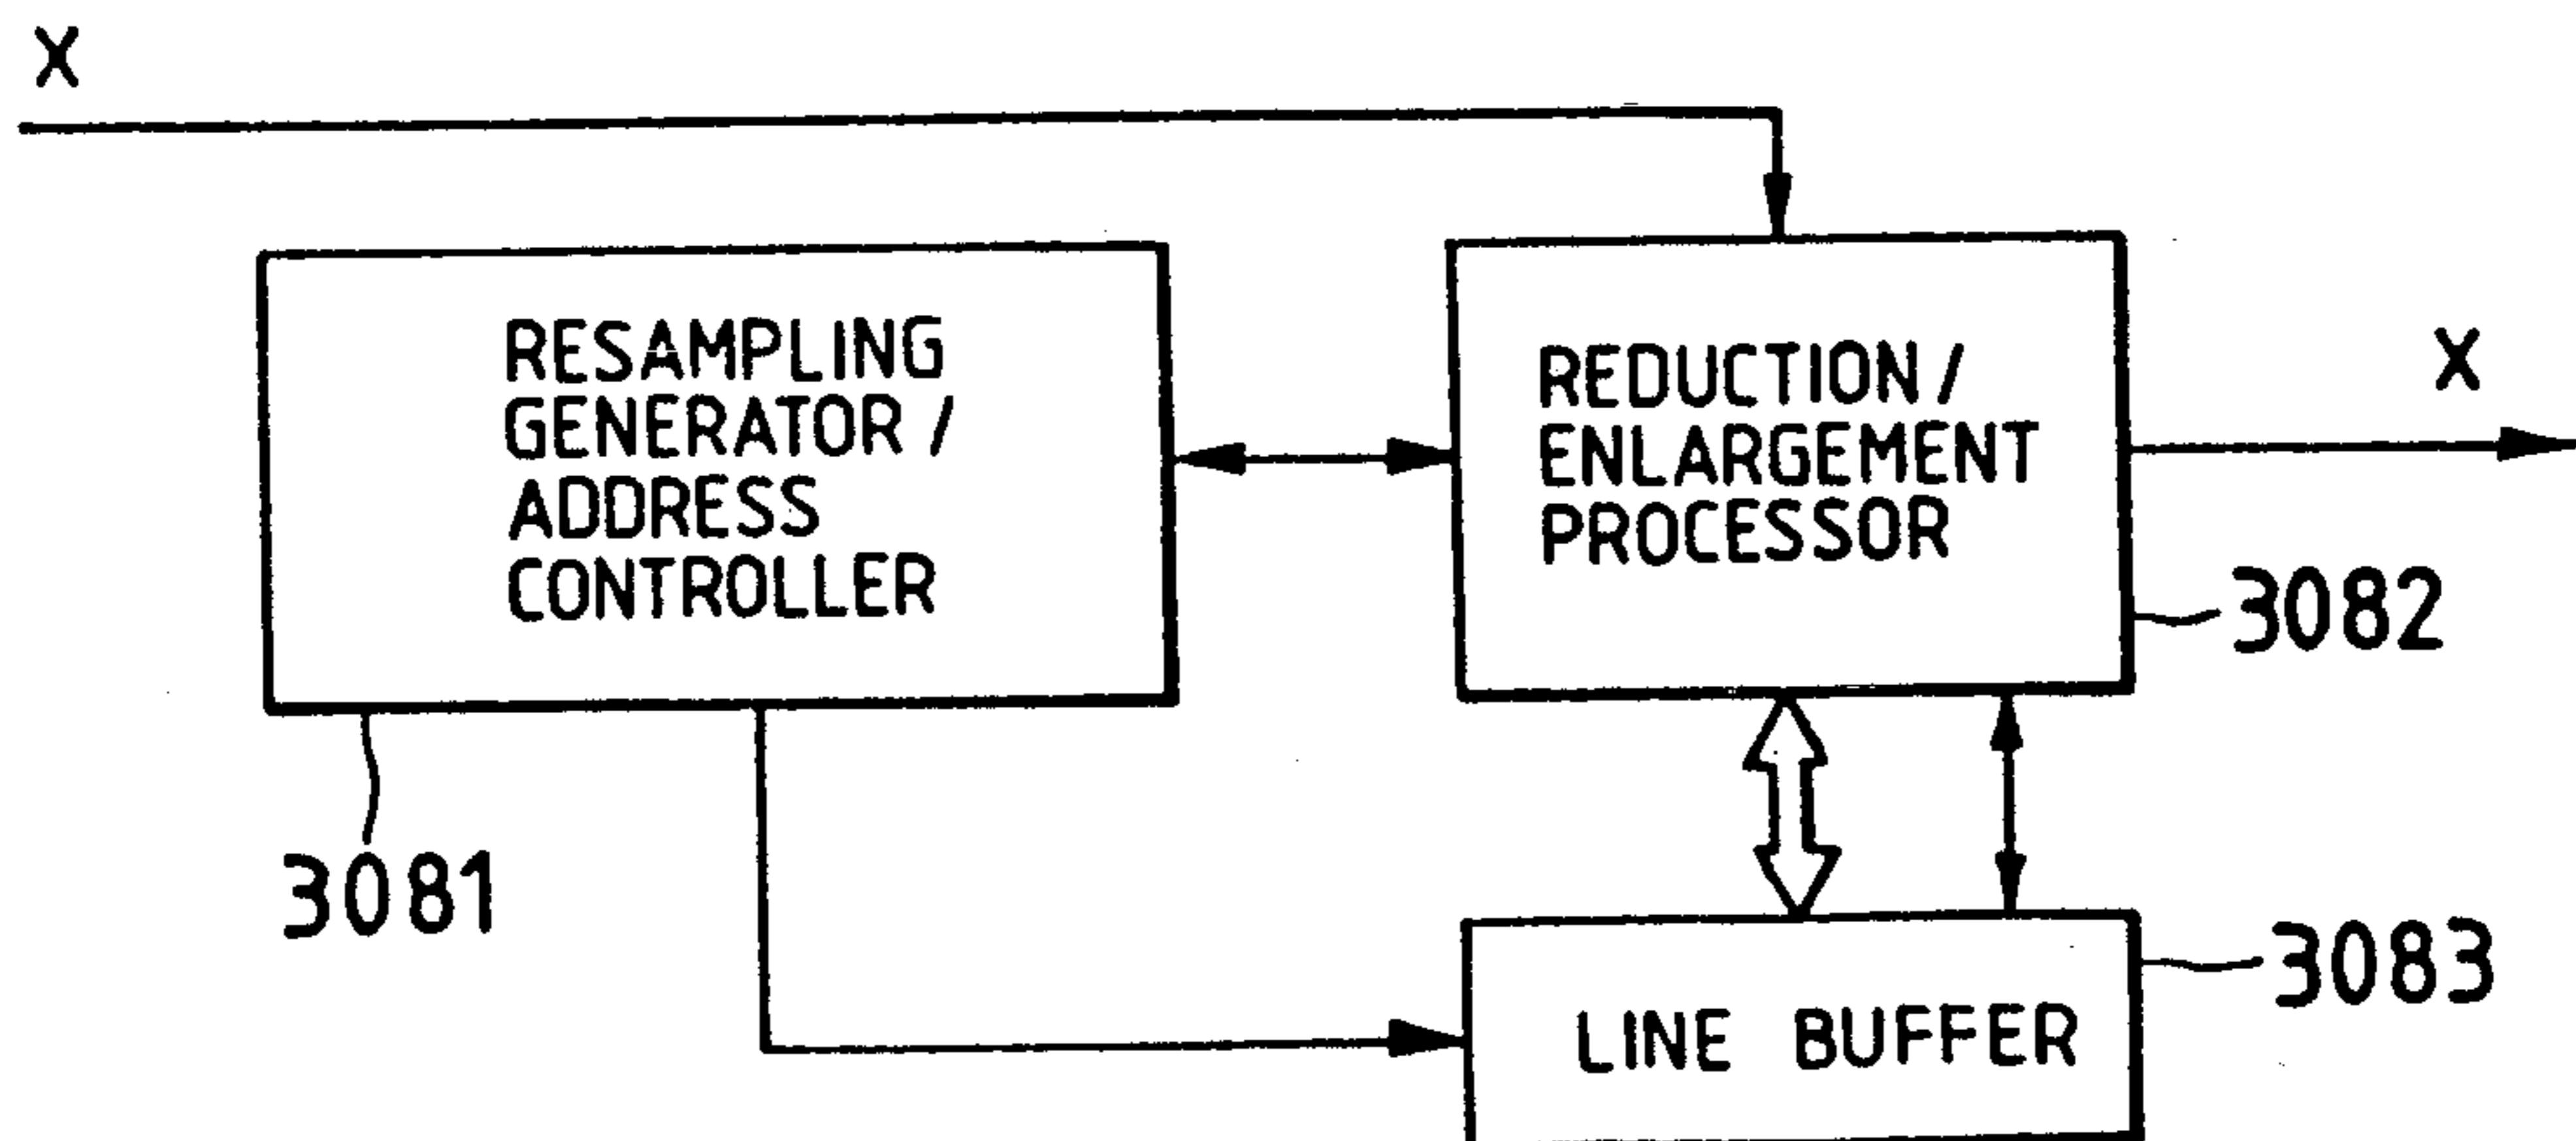 X
RESAMPLING
GENERATOR /
ADDRESS
CONTROLLER
REDUCTION /
ENLARGEMENT
PROCESSOR
X
3082
3081
3083
LINE BUFFER